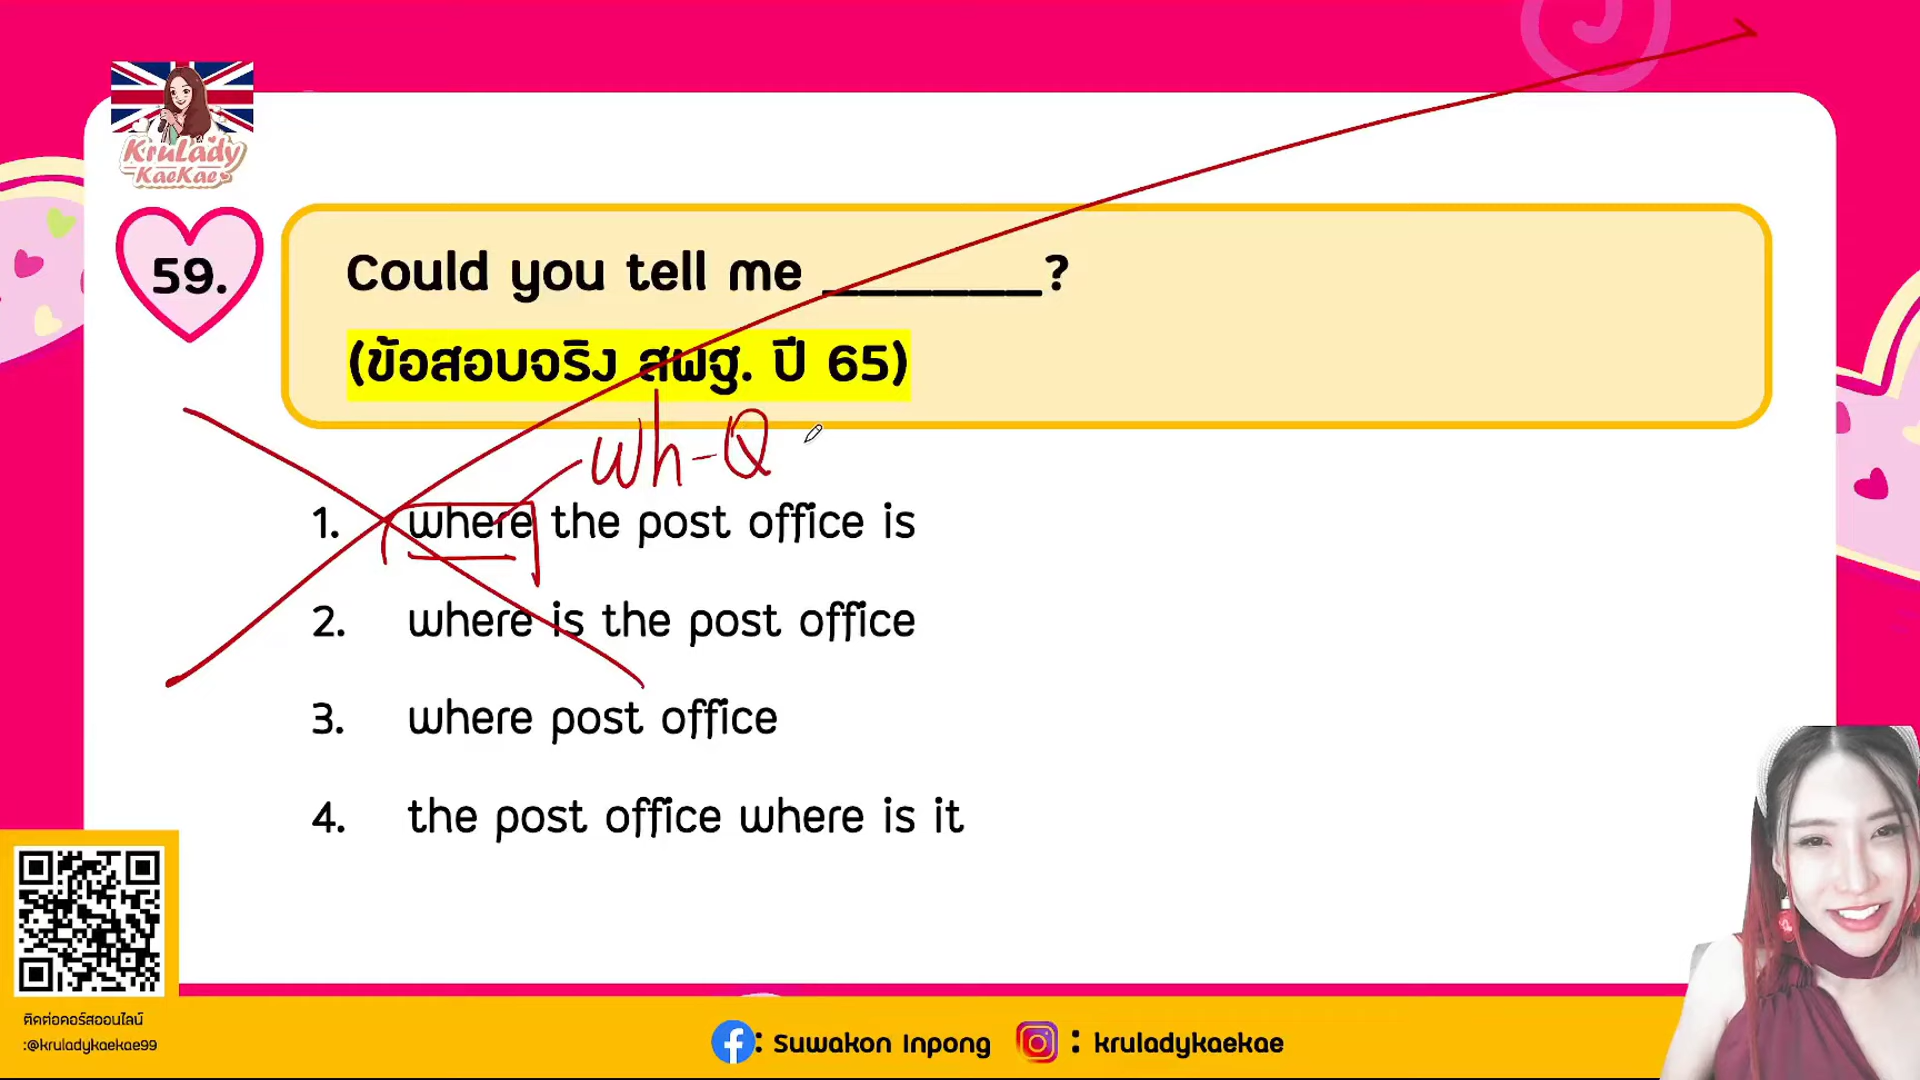 KruLady
KaeKae
59.
Could you tell me ______?
(ข้อสอบจริง สพฐ. ปี 65)
Wh-Q
1. where the post office is
2. where is the post office
3. where post office
4. the post office where is it
ติดต่อคอร์สออนไลน์
:@kruladykaekae99
: Suwakon Inpong
: kruladykaekae